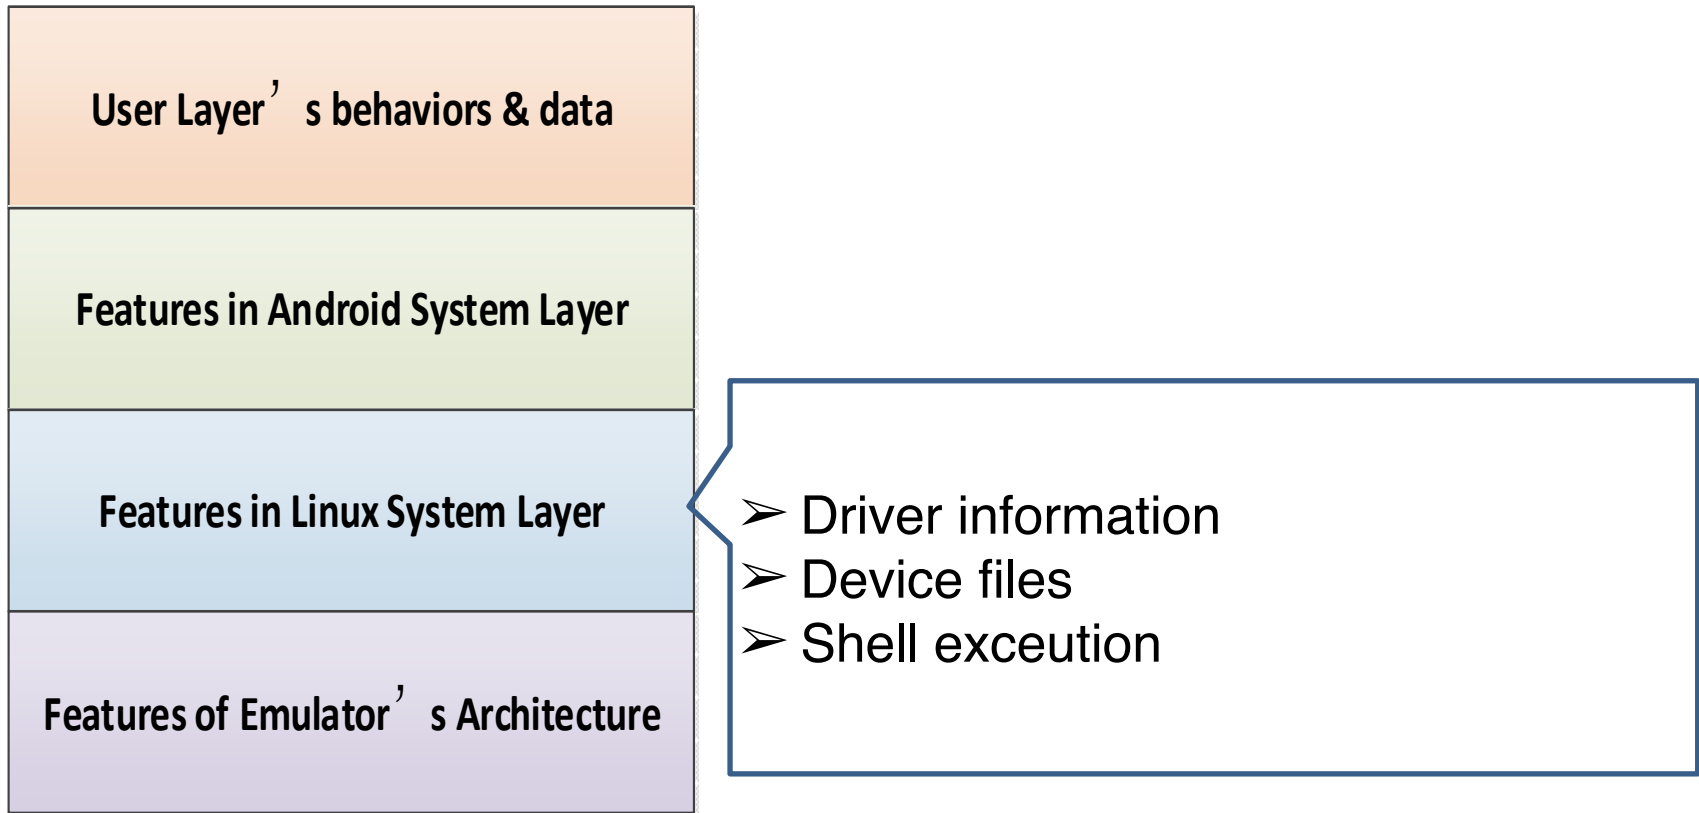 User Layer’s behaviors & data
Features in Android System Layer
Features in Linux System Layer
Features of Emulator’s Architecture
➢ Driver information
➢ Device files
➢ Shell exceution